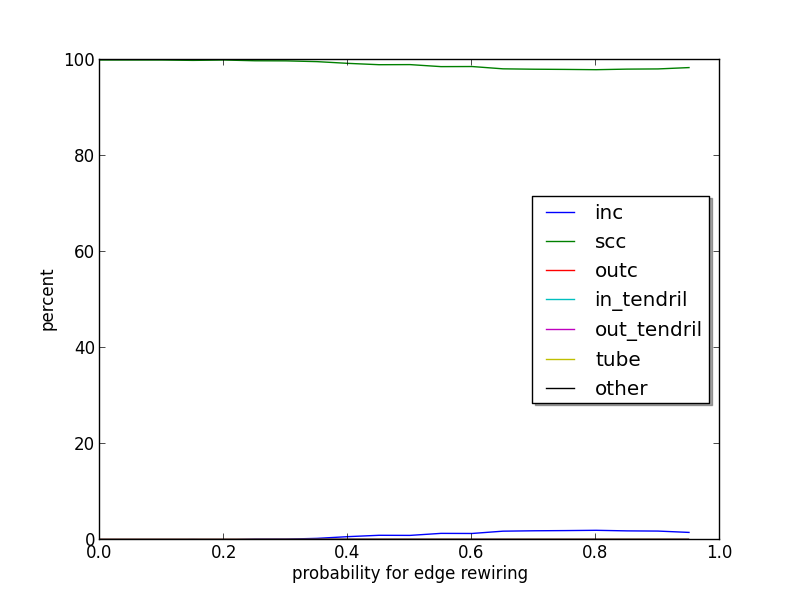 100
80
60
40
20
0
percent
inc
scc
outc
in_tendril
out_tendril
tube
other
0.0 0.2 0.4 0.6 0.8 1.0
probability for edge rewiring